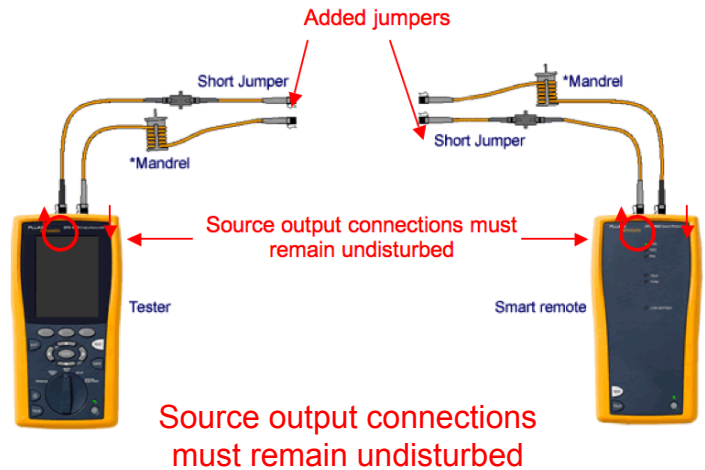 Added jumpers
Short Jumper
*Mandrel
*Mandrel
Short Jumper
Source output connections must
remain undisturbed
Tester
Smart remote
Source output connections
must remain undisturbed